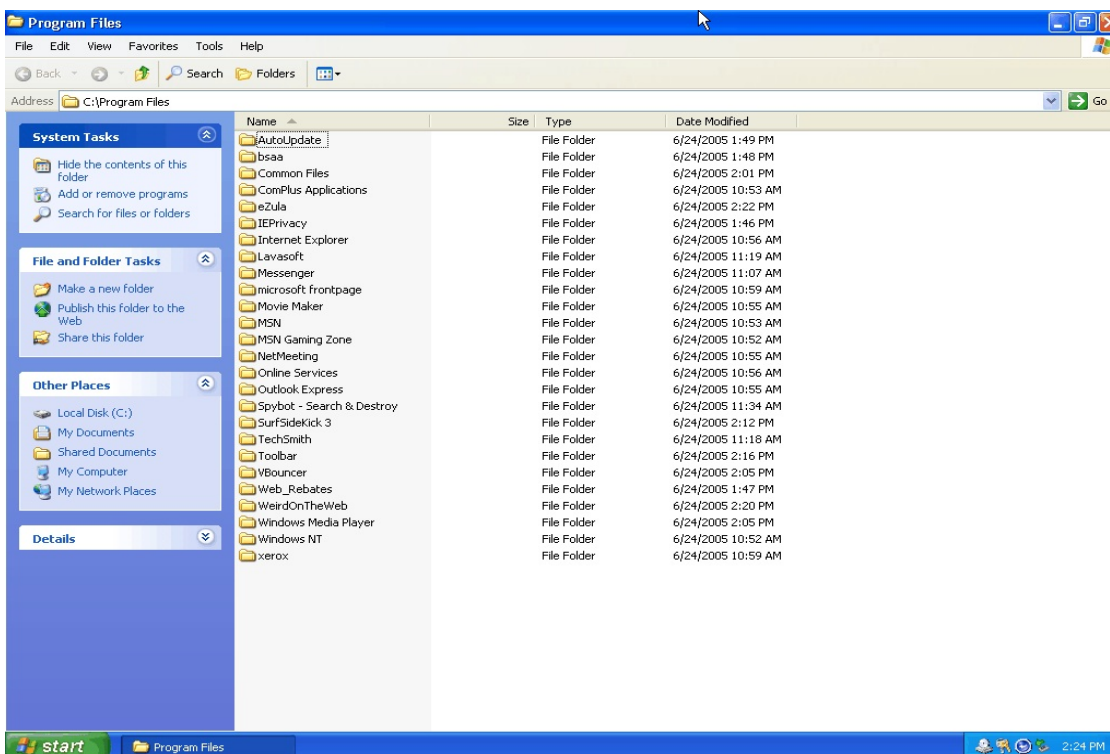 Program Files
File Edit View Favorites Tools Help
Back Search Folders
Address C:\Program Files Go
Name Size Type Date Modified
System Tasks
Hide the contents of this
folder
Add or remove programs
Search for files or folders
File and Folder Tasks
Make a new folder
Publish this folder to the
Web
Share this folder
Other Places
Local Disk (C:)
My Documents
Shared Documents
My Computer
My Network Places
Details
AutoUpdate File Folder 6/24/2005 1:49 PM
bsaa File Folder 6/24/2005 1:48 PM
Common Files File Folder 6/24/2005 2:01 PM
ComPlus Applications File Folder 6/24/2005 10:53 AM
eZula File Folder 6/24/2005 2:22 PM
IEPrivacy File Folder 6/24/2005 1:46 PM
Internet Explorer File Folder 6/24/2005 10:56 AM
Lavasoft File Folder 6/24/2005 11:19 AM
Messenger File Folder 6/24/2005 11:07 AM
microsoft frontpage File Folder 6/24/2005 10:59 AM
Movie Maker File Folder 6/24/2005 10:55 AM
MSN File Folder 6/24/2005 10:53 AM
MSN Gaming Zone File Folder 6/24/2005 10:52 AM
NetMeeting File Folder 6/24/2005 10:55 AM
Online Services File Folder 6/24/2005 10:56 AM
Outlook Express File Folder 6/24/2005 10:55 AM
Spybot - Search & Destroy File Folder 6/24/2005 11:34 AM
SurfSideKick 3 File Folder 6/24/2005 2:12 PM
TechSmith File Folder 6/24/2005 11:18 AM
Toolbar File Folder 6/24/2005 2:16 PM
VBouncer File Folder 6/24/2005 2:05 PM
Web_Rebates File Folder 6/24/2005 1:47 PM
WeirdOnTheWeb File Folder 6/24/2005 2:20 PM
Windows Media Player File Folder 6/24/2005 2:05 PM
Windows NT File Folder 6/24/2005 10:52 AM
xerox File Folder 6/24/2005 10:59 AM
start Program Files 2:24 PM